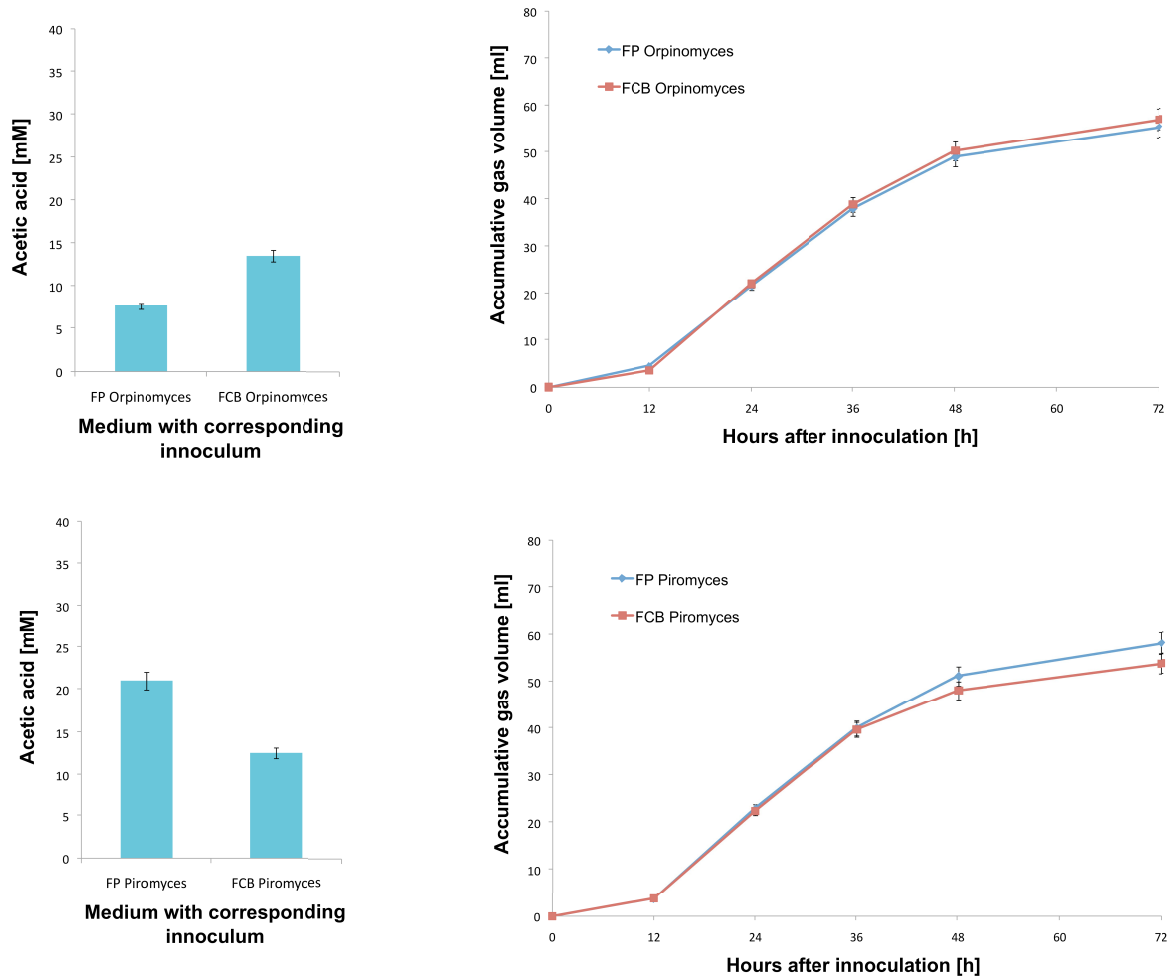 40
35
30
25
20
15
10
5
0
Acetic acid [mM]
FP Orpinomyces
FCB Orpinomyces
Medium with corresponding
innoculum
80
70
60
50
40
30
20
10
0
Accumulative gas volume [ml]
FP Orpinomyces
FCB Orpinomyces
0 12 24 36 48 60 72
Hours after innoculation [h]
40
35
30
25
20
15
10
5
0
Acetic acid [mM]
FP Piromyces
FCB Piromyces
Medium with corresponding
innoculum
80
70
60
50
40
30
20
10
0
Accumulative gas volume [ml]
FP Piromyces
FCB Piromyces
0 12 24 36 48 60 72
Hours after innoculation [h]